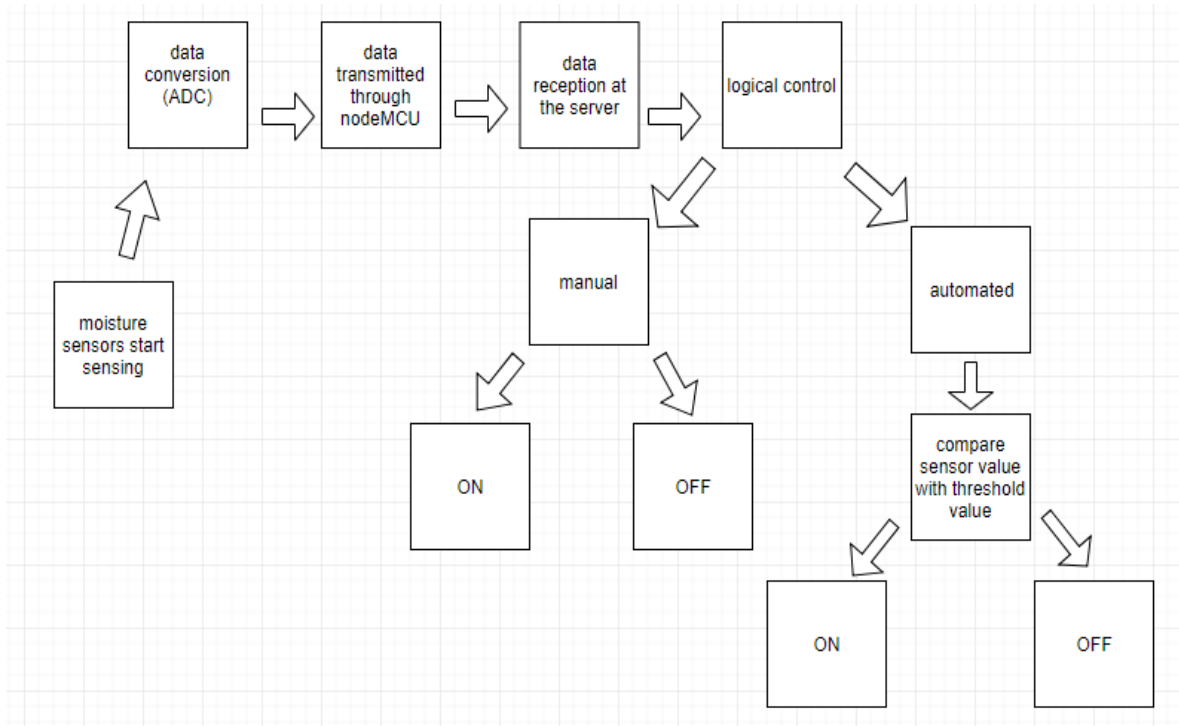 data
conversion
(ADC)
data
transmitted
through
nodeMCU
data
reception at
the server
logical control
manual
automated
moisture
sensors start
sensing
ON
OFF
compare
sensor value
with threshold
value
ON
OFF